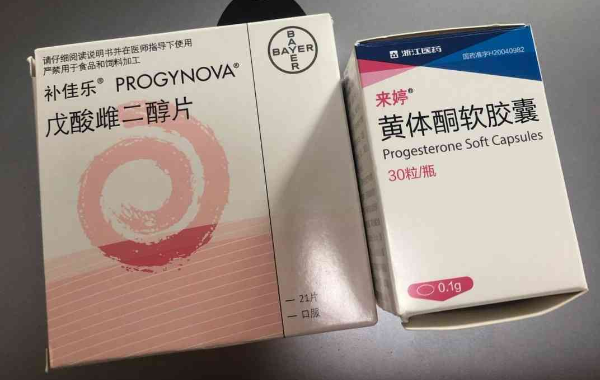 请仔细阅读说明书并在医师指导下使用
严禁用于食品和饲料加工
补佳乐® PROGYNOVA®
戊酸雌二醇片
BAYER
BAYER
21片
口服
浙江医药
国药准字H20040982
来婷®
黄体酮软胶囊
Progesterone Soft Capsules
30粒/瓶
0.1g